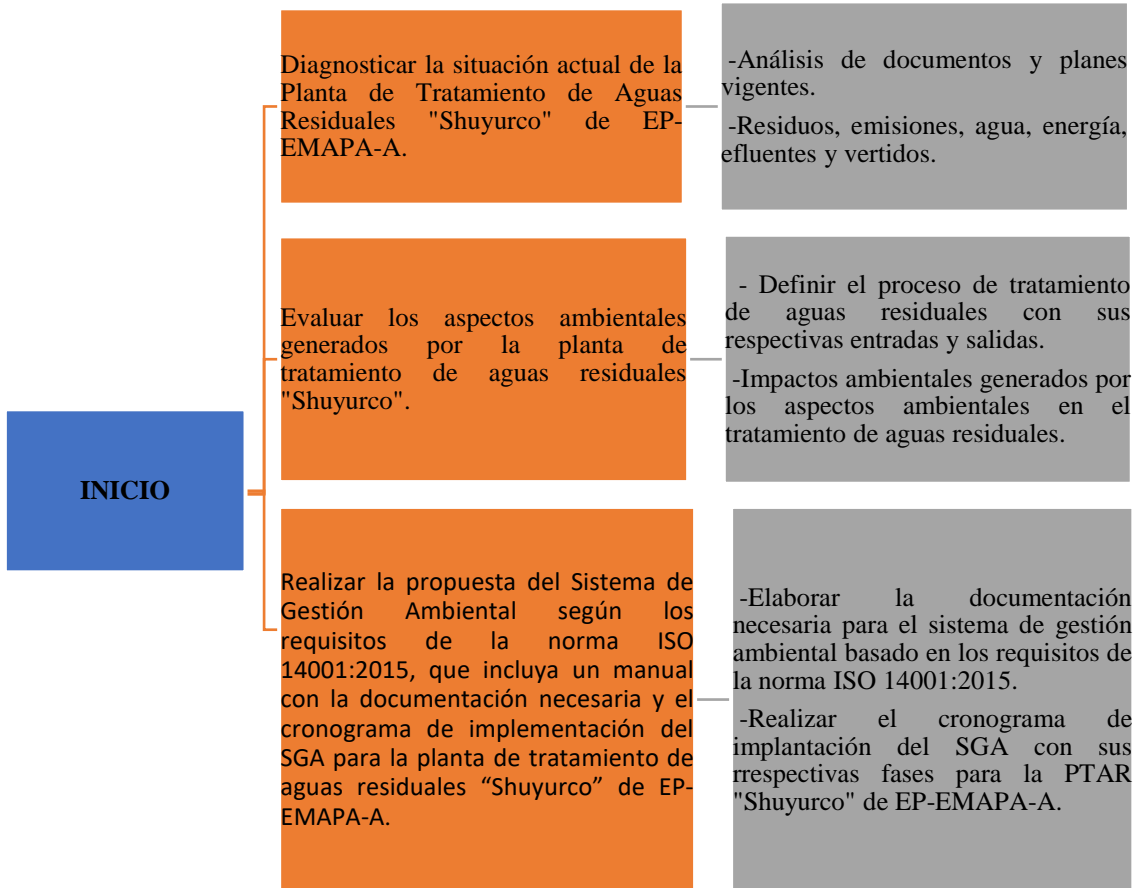 Diagnosticar la situación actual de la
Planta de Tratamiento de Aguas
Residuales "Shuyurco" de EP-
EMAPA-A.
-Análisis de documentos y planes
vigentes.
-Residuos, emisiones, agua, energía,
efluentes y vertidos.
Evaluar los aspectos ambientales
generados por la planta de
tratamiento de aguas residuales
"Shuyurco".
- Definir el proceso de tratamiento
de aguas residuales con sus
respectivas entradas y salidas.
-Impactos ambientales generados por
los aspectos ambientales en el
tratamiento de aguas residuales.
INICIO
Realizar la propuesta del Sistema de
Gestión Ambiental según los
requisitos de la norma ISO
14001:2015, que incluya un manual
con la documentación necesaria y el
cronograma de implementación del
SGA para la planta de tratamiento de
aguas residuales “Shuyurco” de EP-
EMAPA-A.
-Elaborar la documentación
necesaria para el sistema de gestión
ambiental basado en los requisitos de
la norma ISO 14001:2015.
-Realizar el cronograma de
implantación del SGA con sus
rrespectivas fases para la PTAR
"Shuyurco" de EP-EMAPA-A.